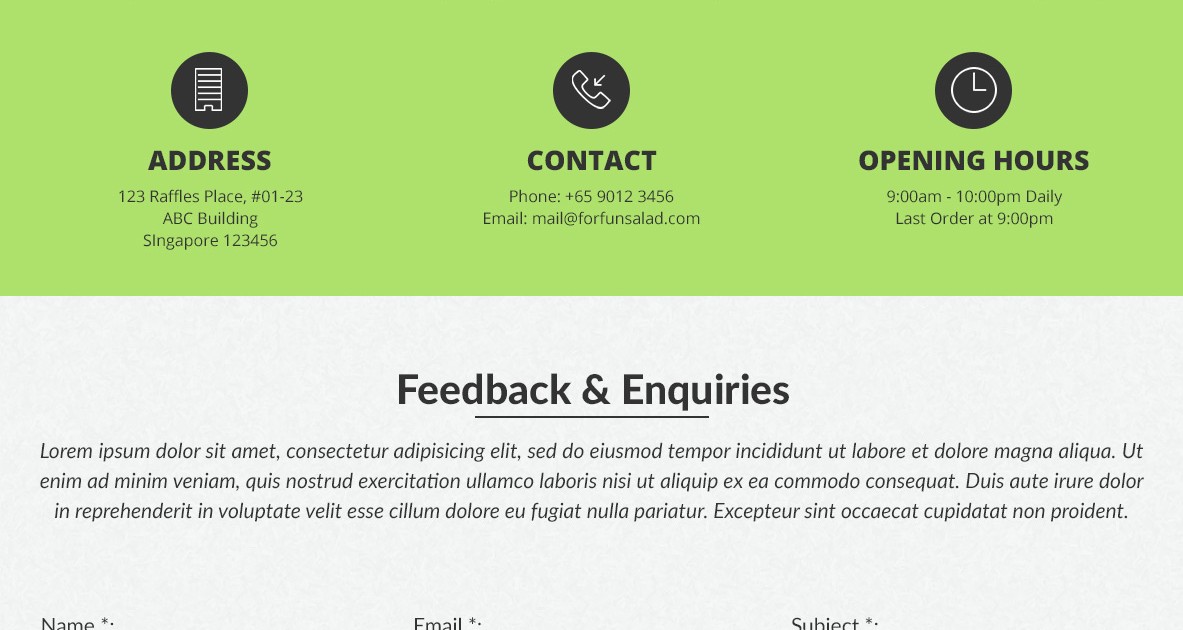 ADDRESS
123 Raffles Place, #01-23
ABC Building
SIngapore 123456
CONTACT
Phone: +65 9012 3456
Email: mail@forfunsalad.com
OPENING HOURS
9:00am - 10:00pm Daily
Last Order at 9:00pm
Feedback & Enquiries
Lorem ipsum dolor sit amet, consectetur adipisicing elit, sed do eiusmod tempor incididunt ut labore et dolore magna aliqua. Ut
enim ad minim veniam, quis nostrud exercitation ullamco laboris nisi ut aliquip ex ea commodo consequat. Duis aute irure dolor
in reprehenderit in voluptate velit esse cillum dolore eu fugiat nulla pariatur. Excepteur sint occaecat cupidatat non proident.
Name *:
Email *:
Subject *: